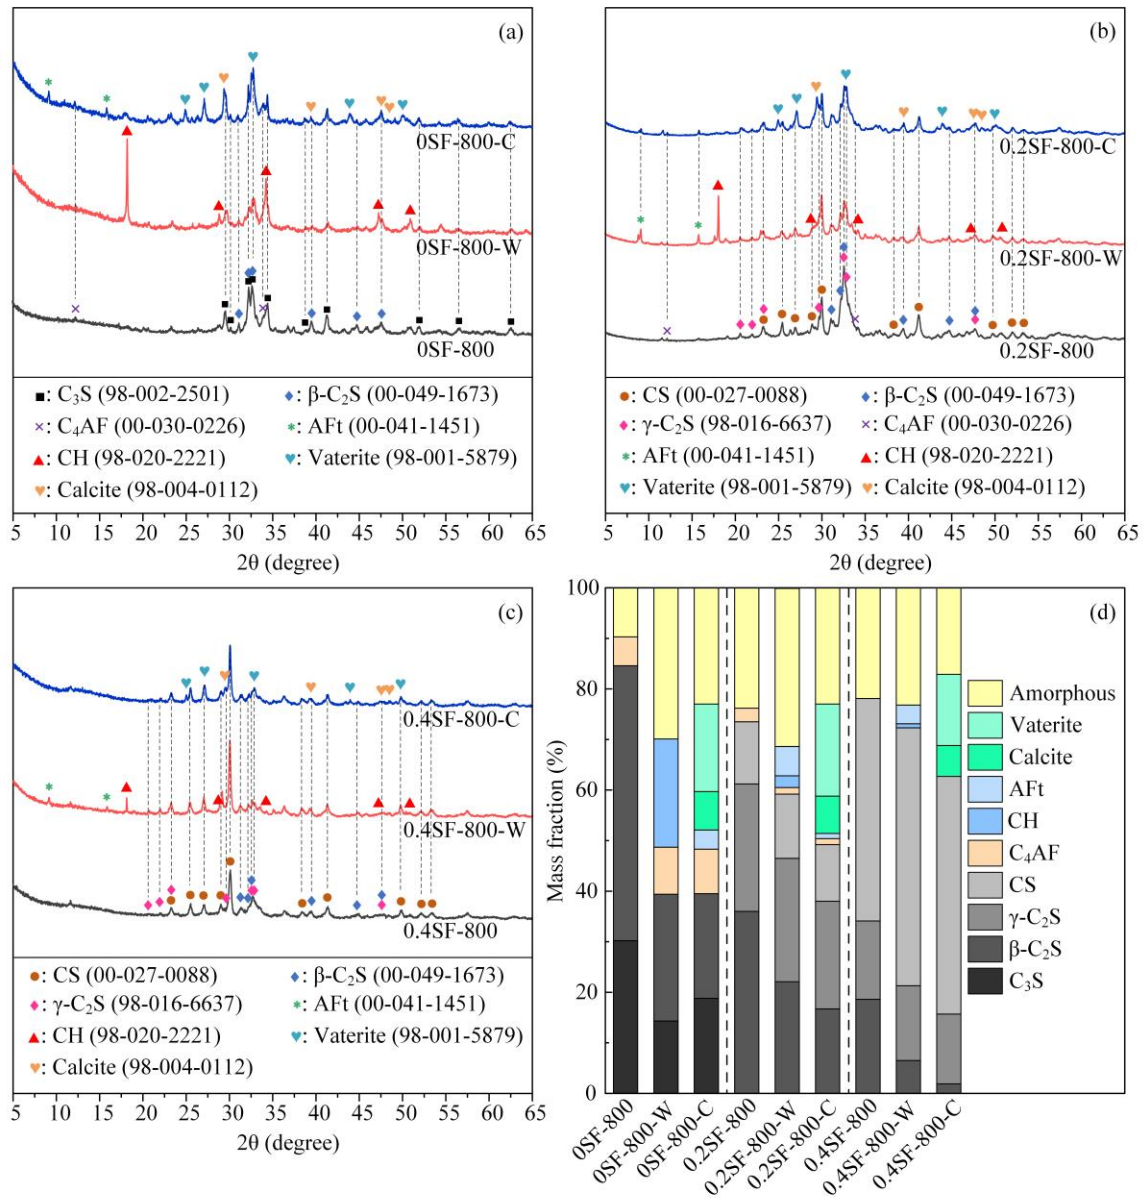 (a)
0SF-800-C
0SF-800-W
0SF-800
■: C₃S (98-002-2501)
♦: β-C₂S (00-049-1673)
×: C₄AF (00-030-0226)
*: AFt (00-041-1451)
▲: CH (98-020-2221)
♥: Vaterite (98-001-5879)
♥: Calcite (98-004-0112)
5 10 15 20 25 30 35 40 45 50 55 60 65
2θ (degree)
(b)
0.2SF-800-C
0.2SF-800-W
0.2SF-800
●: CS (00-027-0088)
♦: β-C₂S (00-049-1673)
♦: γ-C₂S (98-016-6637)
×: C₄AF (00-030-0226)
*: AFt (00-041-1451)
▲: CH (98-020-2221)
♥: Vaterite (98-001-5879)
♥: Calcite (98-004-0112)
5 10 15 20 25 30 35 40 45 50 55 60 65
2θ (degree)
(c)
0.4SF-800-C
0.4SF-800-W
0.4SF-800
●: CS (00-027-0088)
♦: β-C₂S (00-049-1673)
♦: γ-C₂S (98-016-6637)
*: AFt (00-041-1451)
▲: CH (98-020-2221)
♥: Vaterite (98-001-5879)
♥: Calcite (98-004-0112)
5 10 15 20 25 30 35 40 45 50 55 60 65
2θ (degree)
(d)
Mass fraction (%)
100
80
60
40
20
0
Amorphous
Vaterite
Calcite
AFt
CH
C₄AF
CS
γ-C₂S
β-C₂S
C₃S
0SF-800
0SF-800-W
0SF-800-C
0.2SF-800
0.2SF-800-W
0.2SF-800-C
0.4SF-800
0.4SF-800-W
0.4SF-800-C